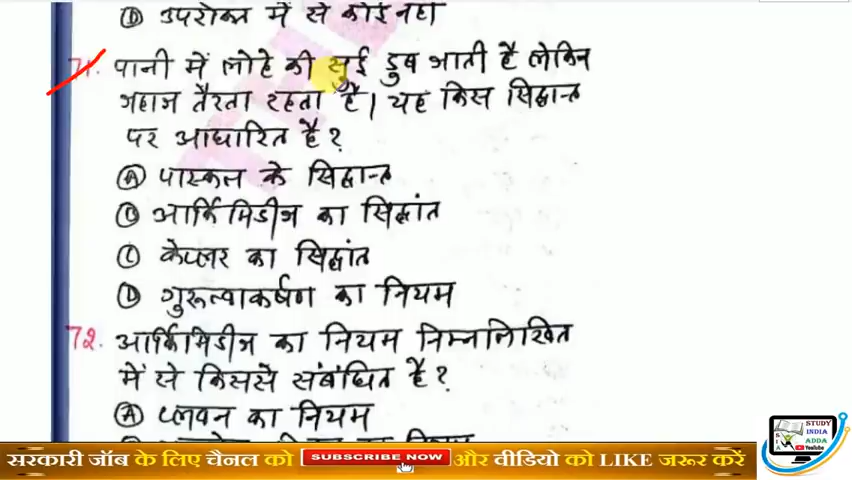 Ⓓ उपरोक्त में से कोई नहीं
71. पानी में लोहे की सुई डुब जाती है लेकिन
जहाज तैरता रहता है। यह किस सिद्धान्त
पर आधारित है?
Ⓐ पास्कल के सिद्धान्त
Ⓑ आर्किमिडीज का सिद्धांत
Ⓒ केप्लर का सिद्धांत
Ⓓ गुरुत्वाकर्षण का नियम
72. आर्किमिडीज का नियम निम्नलिखित
में से किससे संबंधित है?
Ⓐ प्लवन का नियम
सरकारी जॉब के लिए चैनल को SUBSCRIBE NOW और वीडियो को LIKE जरूर करें
STUDY
INDIA
ADDA
YouTube